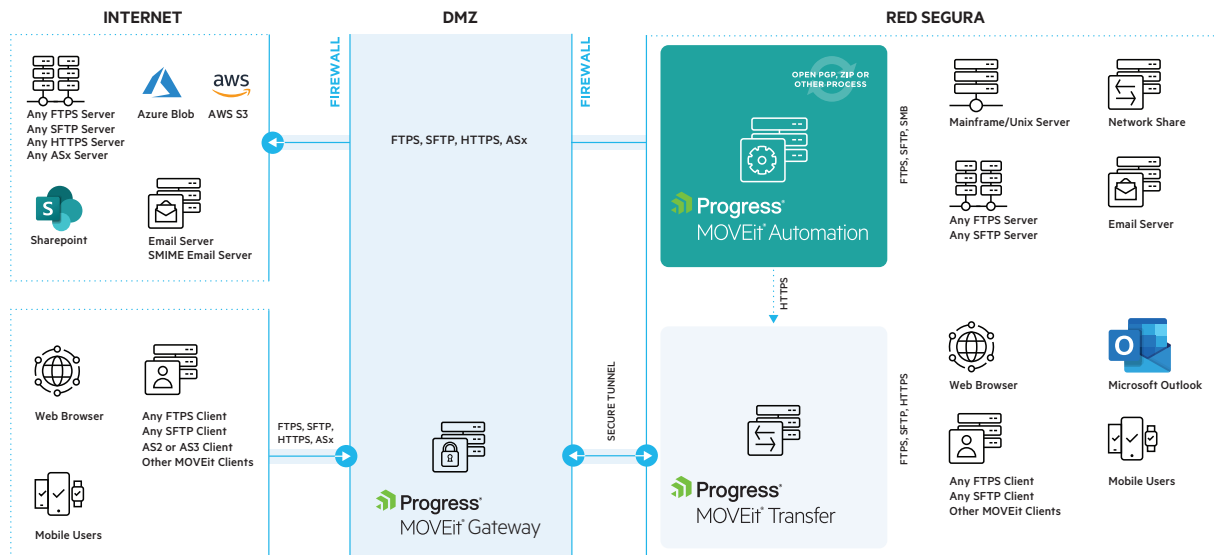 INTERNET
DMZ
RED SEGURA
FIREWALL
FIREWALL
Any FTPS Server
Any SFTP Server
Any HTTPS Server
Any ASx Server
Azure Blob
aws
AWS S3
S
Sharepoint
Email Server
SMIME Email Server
FTPS, SFTP, HTTPS, ASx
OPEN PGP, ZIP OR
OTHER PROCESS
Progress®
MOVEit® Automation
FTPS, SFTP, SMB
Mainframe/Unix Server
Network Share
Any FTPS Server
Any SFTP Server
Email Server
HTTPS
Web Browser
Any FTPS Client
Any SFTP Client
AS2 or AS3 Client
Other MOVEit Clients
Mobile Users
FTPS, SFTP,
HTTPS, ASx
Progress®
MOVEit® Gateway
SECURE TUNNEL
Progress®
MOVEit® Transfer
FTPS, SFTP, HTTPS
Web Browser
O
Microsoft Outlook
Any FTPS Client
Any SFTP Client
Other MOVEit Clients
Mobile Users